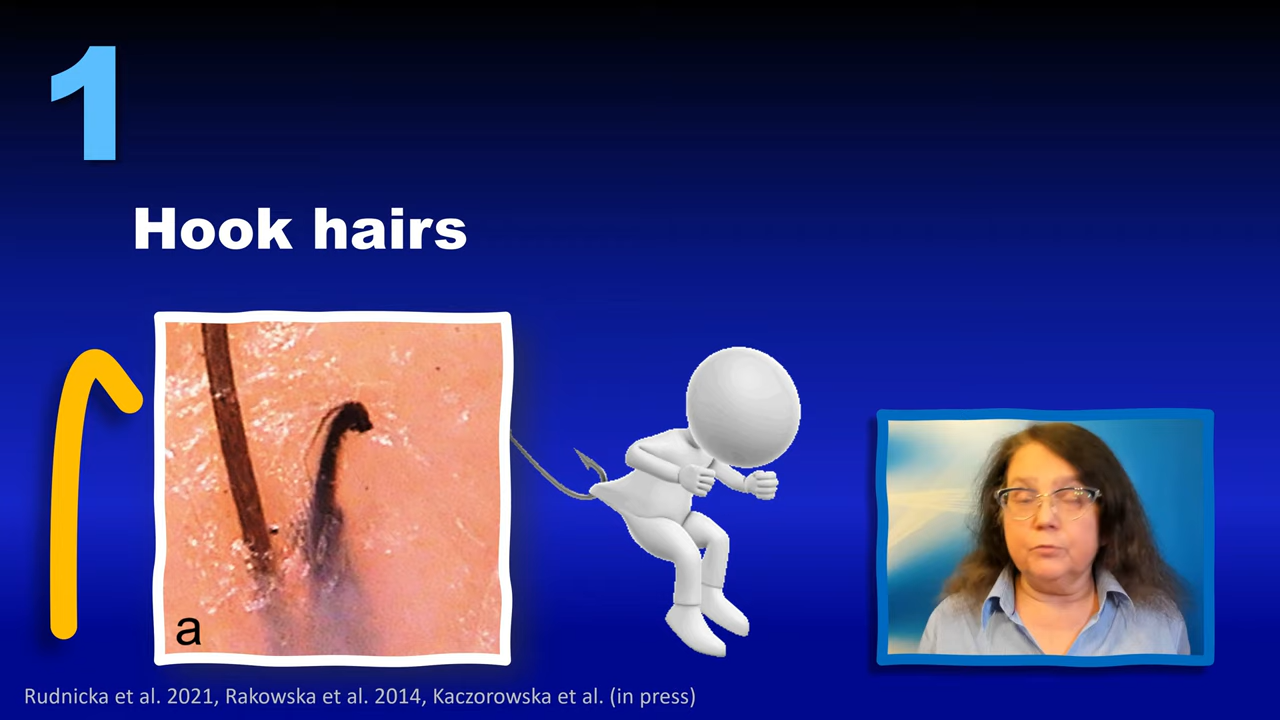 1
Hook hairs
a
Rudnicka et al. 2021, Rakowska et al. 2014, Kaczorowska et al. (in press)